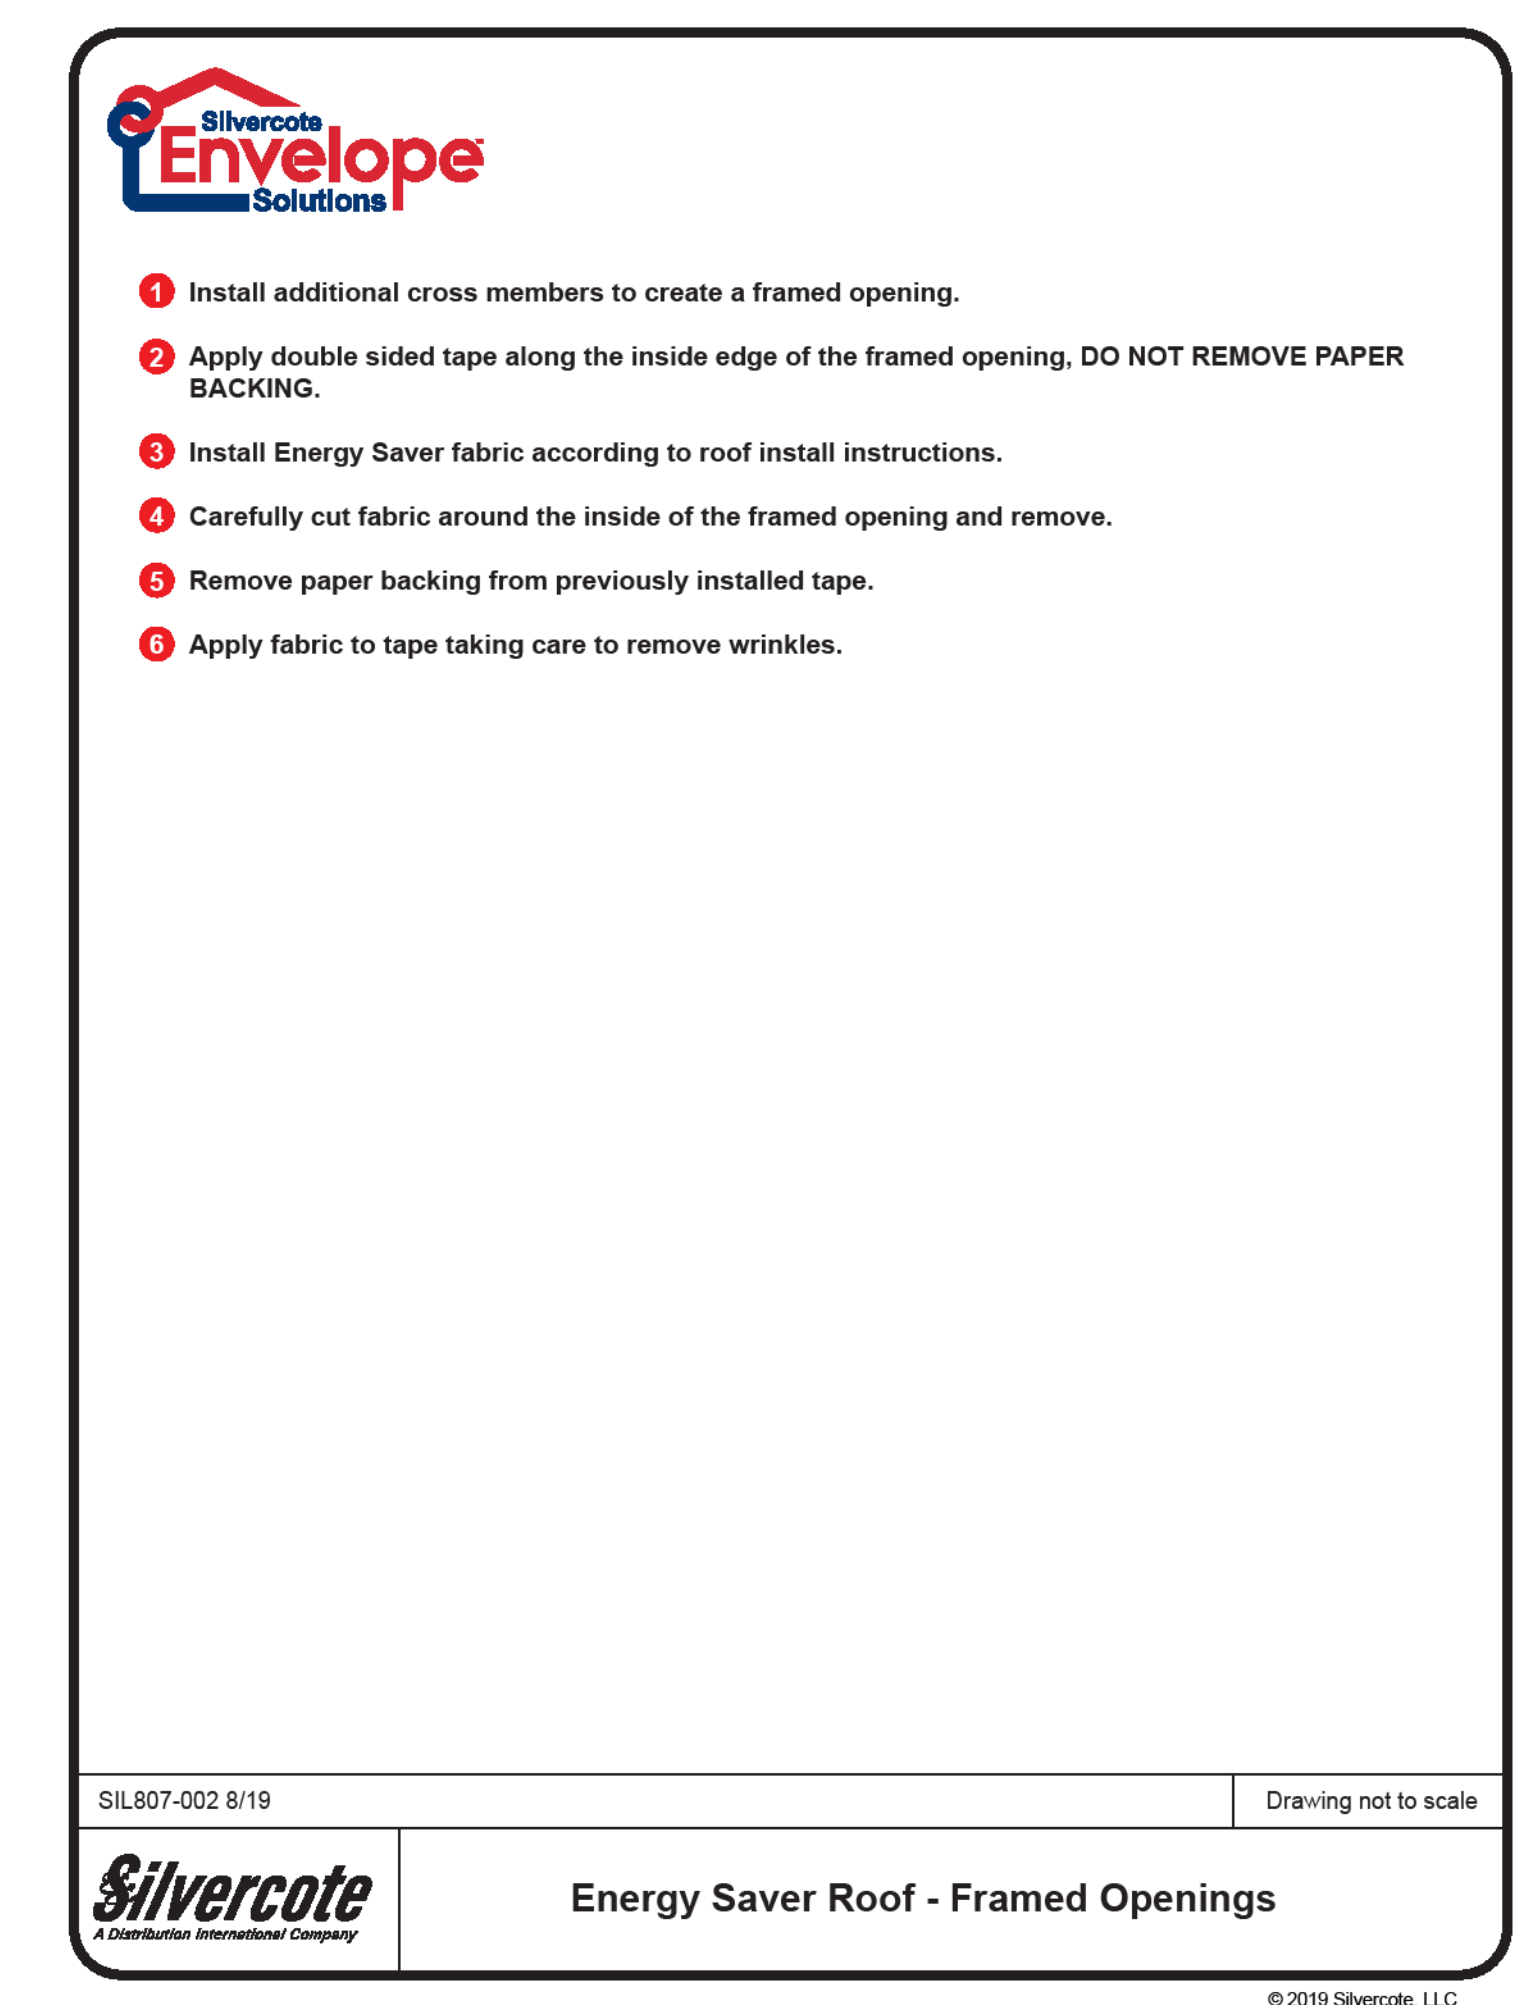 Silvercote
Envelope
Solutions
1 Install additional cross members to create a framed opening.
2 Apply double sided tape along the inside edge of the framed opening, DO NOT REMOVE PAPER
BACKING.
3 Install Energy Saver fabric according to roof install instructions.
4 Carefully cut fabric around the inside of the framed opening and remove.
5 Remove paper backing from previously installed tape.
6 Apply fabric to tape taking care to remove wrinkles.
SIL807-002 8/19
Drawing not to scale
Silvercote
A Distribution International Company
Energy Saver Roof - Framed Openings
© 2019 Silvercote, LLC